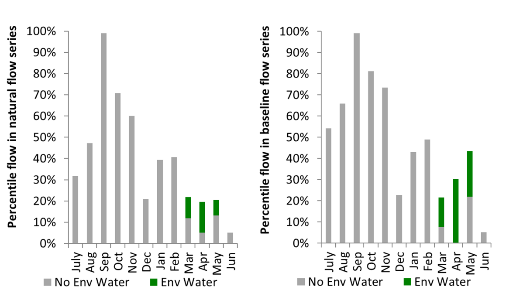 Percentile flow in natural flow series
100%
90%
80%
70%
60%
50%
40%
30%
20%
10%
0%
July
Aug
Sep
Oct
Nov
Dec
Jan
Feb
Mar
Apr
May
Jun
No Env Water
Env Water
Percentile flow in baseline flow series
100%
90%
80%
70%
60%
50%
40%
30%
20%
10%
0%
July
Aug
Sep
Oct
Nov
Dec
Jan
Feb
Mar
Apr
May
Jun
No Env Water
Env Water